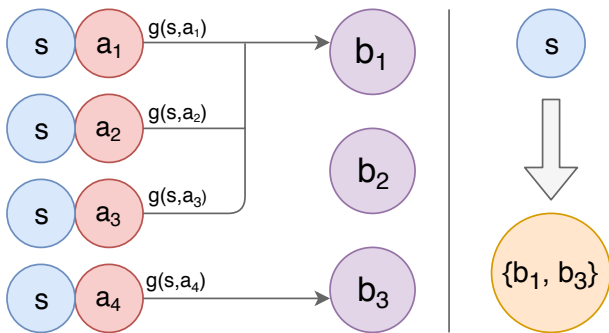 s a₁ g(s,a₁) b₁ s
s a₂ g(s,a₂) b₂
s a₃ g(s,a₃)
s a₄ g(s,a₄) b₃ {b₁, b₃}